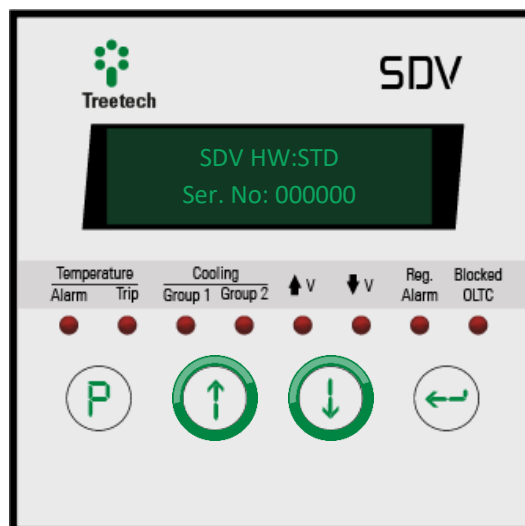 Treetech
SDV
SDV HW:STD
Ser. No: 000000
Temperature
Alarm Trip
Cooling
Group 1 Group 2
V
V
Reg.
Alarm
Blocked
OLTC
P